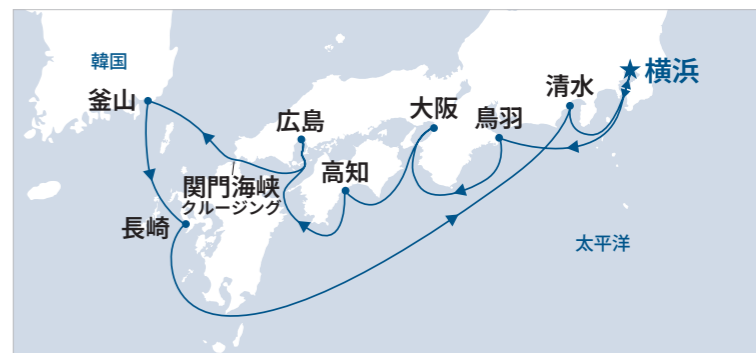 韓国
釜山
広島
大阪
鳥羽
清水
横浜
高知
関門海峡
クルージング
長崎
太平洋